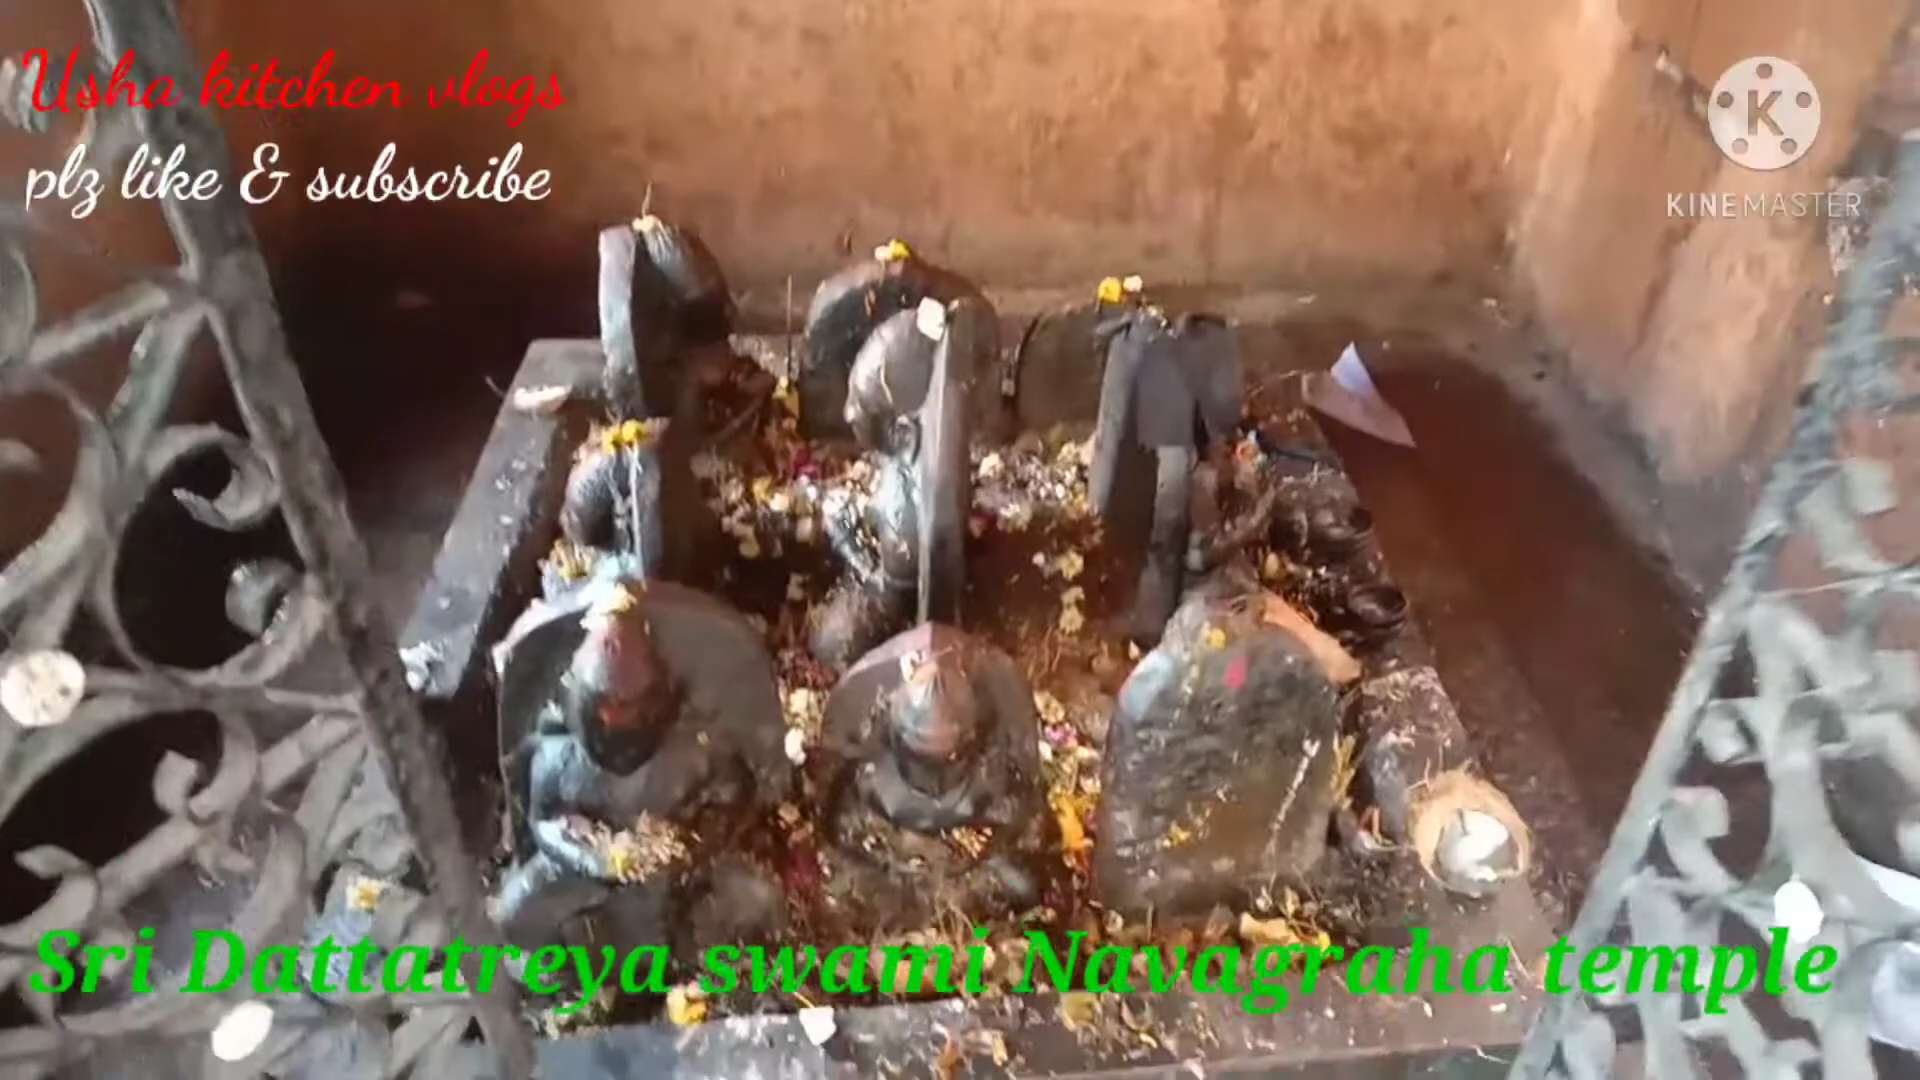 Usha kitchen vlogs
plz like & subscribe
K
KINEMASTER
Sri Dattatreya swami Navagraha temple